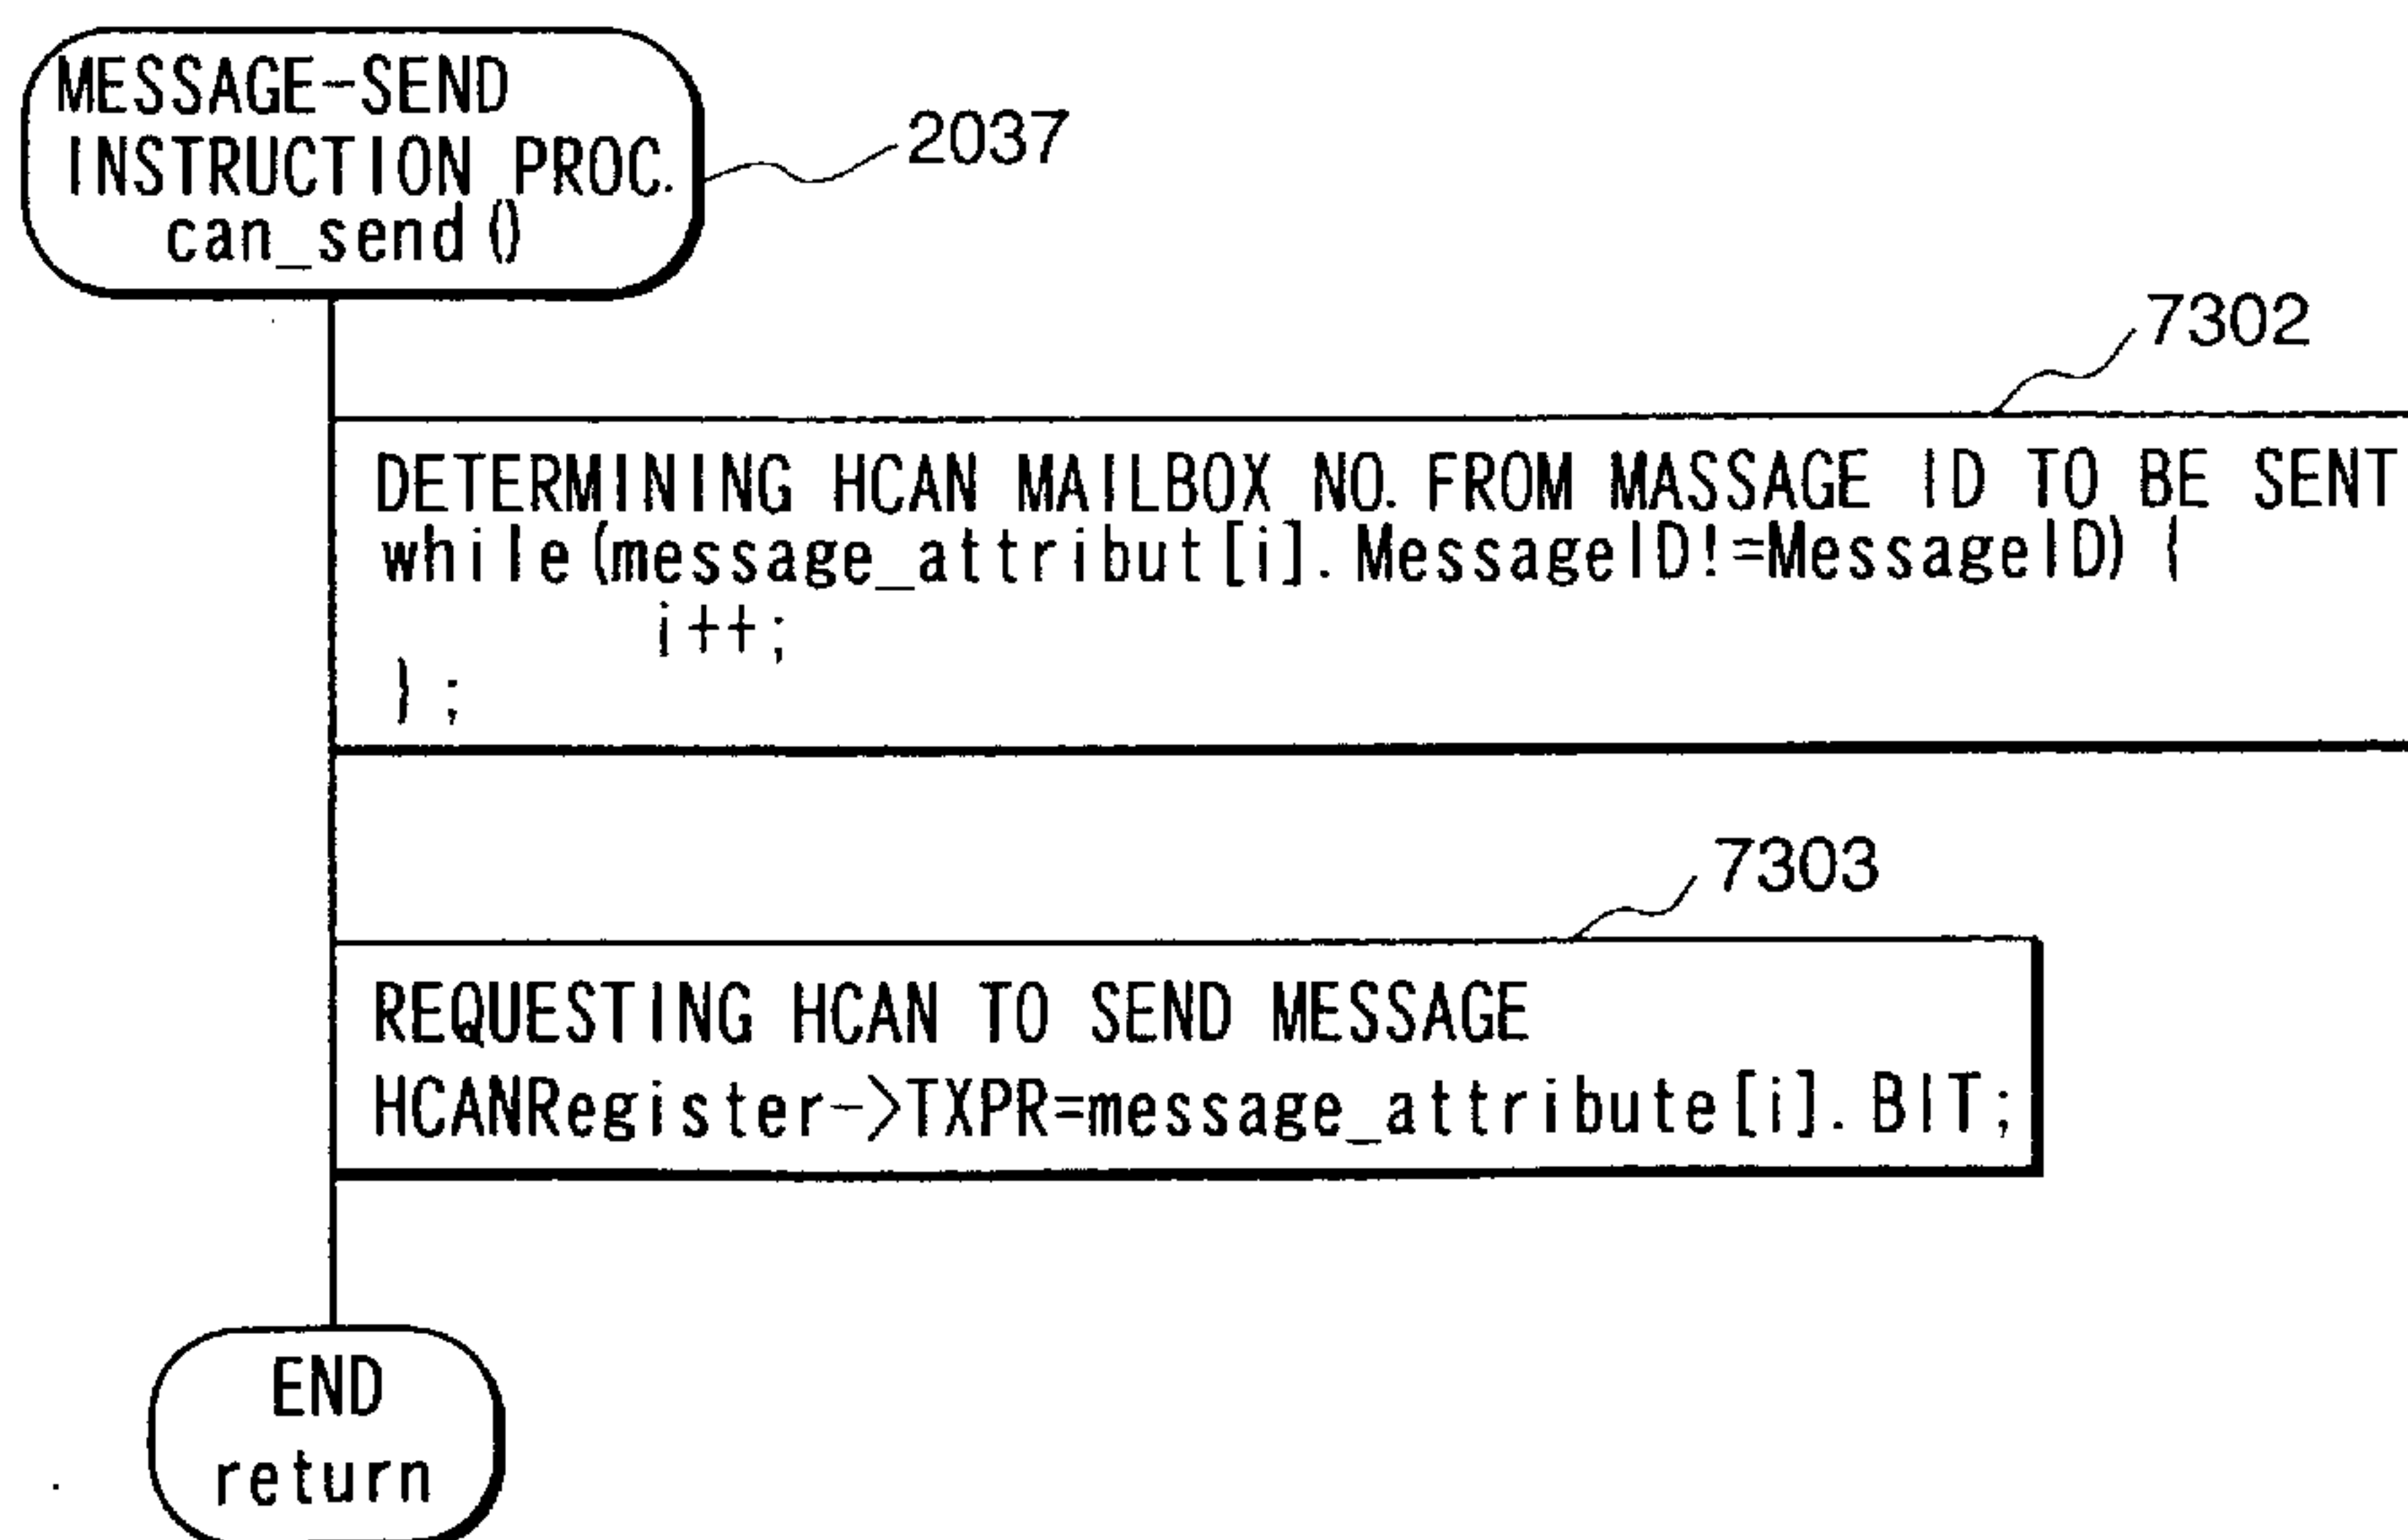 MESSAGE-SEND
INSTRUCTION PROC.
can_send()
2037
7302
DETERMINING HCAN MAILBOX NO. FROM MASSAGE ID TO BE SENT
while(message_attribut[i].MessageID!=MessageID) {
i++;
};
7303
REQUESTING HCAN TO SEND MESSAGE
HCANRegister->TXPR=message_attribute[i].BIT;
END
return